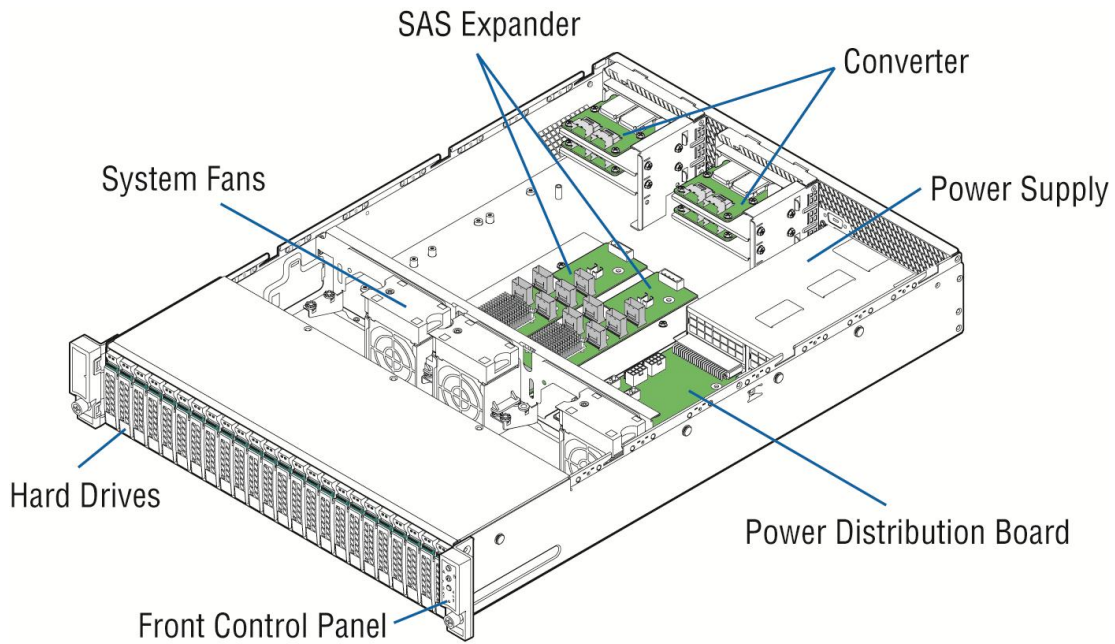 SAS Expander
Converter
System Fans
Power Supply
Hard Drives
Power Distribution Board
Front Control Panel